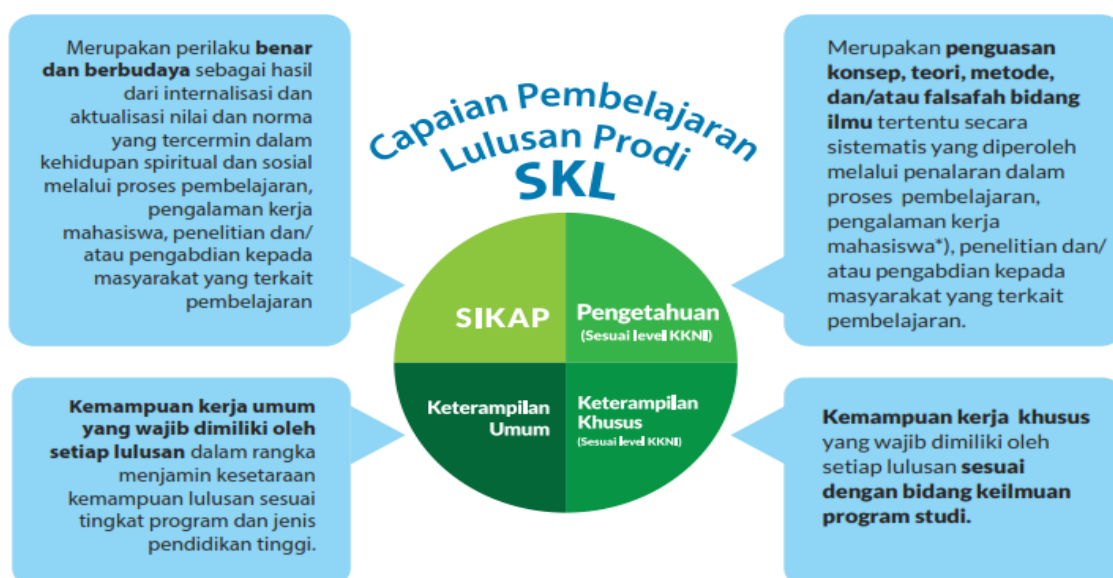 Capaian Pembelajaran
Lulusan Prodi
SKL
Merupakan perilaku benar
dan berbudaya sebagai hasil
dari internalisasi dan
aktualisasi nilai dan norma
yang tercermin dalam
kehidupan spiritual dan sosial
melalui proses pembelajaran,
pengalaman kerja
mahasiswa, penelitian dan/
atau pengabdian kepada
masyarakat yang terkait
pembelajaran
Merupakan penguasan
konsep, teori, metode,
dan/atau falsafah bidang
ilmu tertentu secara
sistematis yang diperoleh
melalui penalaran dalam
proses pembelajaran,
pengalaman kerja
mahasiswa*), penelitian dan/
atau pengabdian kepada
masyarakat yang terkait
pembelajaran.
SIKAP
Pengetahuan
(Sesuai level KKNI)
Keterampilan
Umum
Keterampilan
Khusus
(Sesuai level KKNI)
Kemampuan kerja umum
yang wajib dimiliki oleh
setiap lulusan dalam rangka
menjamin kesetaraan
kemampuan lulusan sesuai
tingkat program dan jenis
pendidikan tinggi.
Kemampuan kerja khusus
yang wajib dimiliki oleh
setiap lulusan sesuai
dengan bidang keilmuan
program studi.